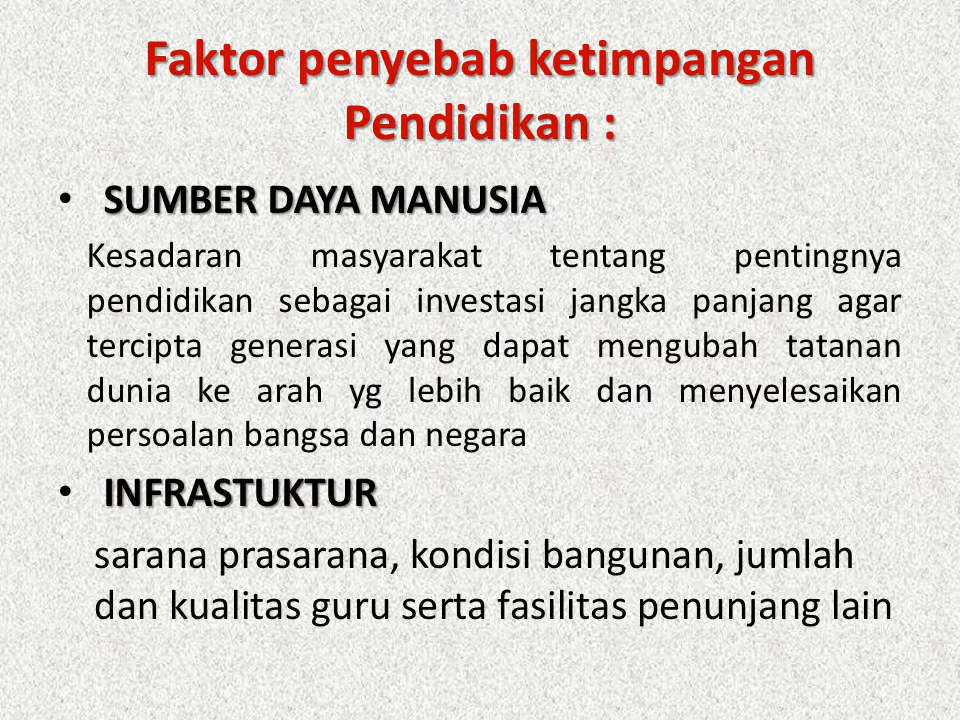 Faktor penyebab ketimpangan
Pendidikan :
• SUMBER DAYA MANUSIA
Kesadaran masyarakat tentang pentingnya
pendidikan sebagai investasi jangka panjang agar
tercipta generasi yang dapat mengubah tatanan
dunia ke arah yg lebih baik dan menyelesaikan
persoalan bangsa dan negara
• INFRASTUKTUR
sarana prasarana, kondisi bangunan, jumlah
dan kualitas guru serta fasilitas penunjang lain